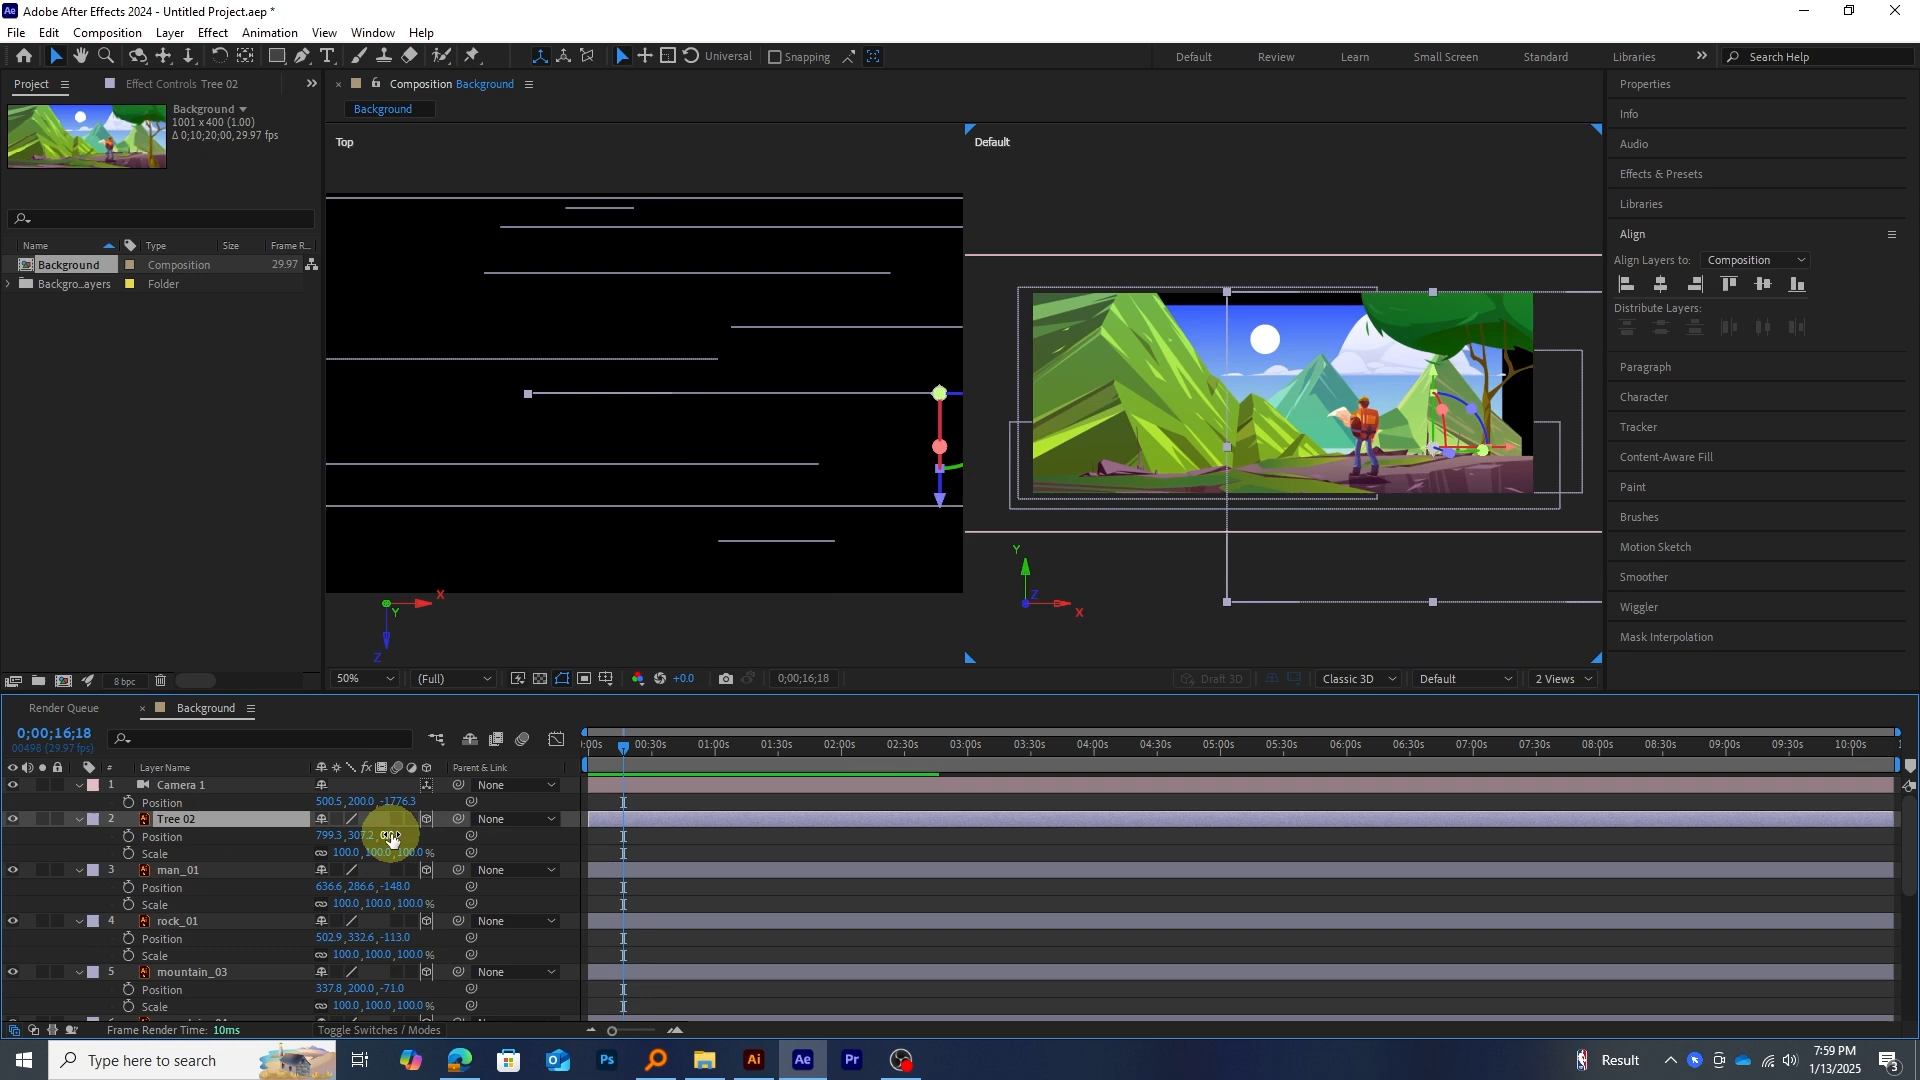 Adobe After Effects 2024 - Untitled Project.aep *
File Edit Composition Layer Effect Animation View Window Help
Universal Snapping Default Review Learn Small Screen Standard Libraries Search Help
Project Effect Controls Tree 02
Background
1001 x 400 (1.00)
Δ 0;10;20;00, 29.97 fps
Name Type Size Frame R...
Background Composition 29.97
Backgro...ayers Folder
8 bpc
Composition Background
Background
Top
Default
X
Y
Z
Y
Z
X
50% (Full) +0.0 0;00;16;18 Draft 3D Classic 3D Default 2 Views
Properties
Info
Audio
Effects & Presets
Libraries
Align
Align Layers to: Composition
Distribute Layers:
Paragraph
Character
Tracker
Content-Aware Fill
Paint
Brushes
Motion Sketch
Smoother
Wiggler
Mask Interpolation
Render Queue Background
0;00;16;18
00498 (29.97 fps)
# Layer Name Parent & Link
:00s 00:30s 01:00s 01:30s 02:00s 02:30s 03:00s 03:30s 04:00s 04:30s 05:00s 05:30s 06:00s 06:30s 07:00s 07:30s 08:00s 08:30s 09:00s 09:30s 10:00s
1 Camera 1 None
Position 500.5, 200.0, -1776.3
2 Tree 02 None
Position 799.3, 307.2,
Scale 100.0, 100.0, 100.0 %
3 man_01 None
Position 636.6, 286.6, -148.0
Scale 100.0, 100.0, 100.0 %
4 rock_01 None
Position 502.9, 332.6, -113.0
Scale 100.0, 100.0, 100.0 %
5 mountain_03 None
Position 337.8, 200.0, -71.0
Scale 100.0, 100.0, 100.0 %
Frame Render Time: 10ms Toggle Switches / Modes
Type here to search
Ps Ai Ae Pr
Result
7:59 PM
1/13/2025
3